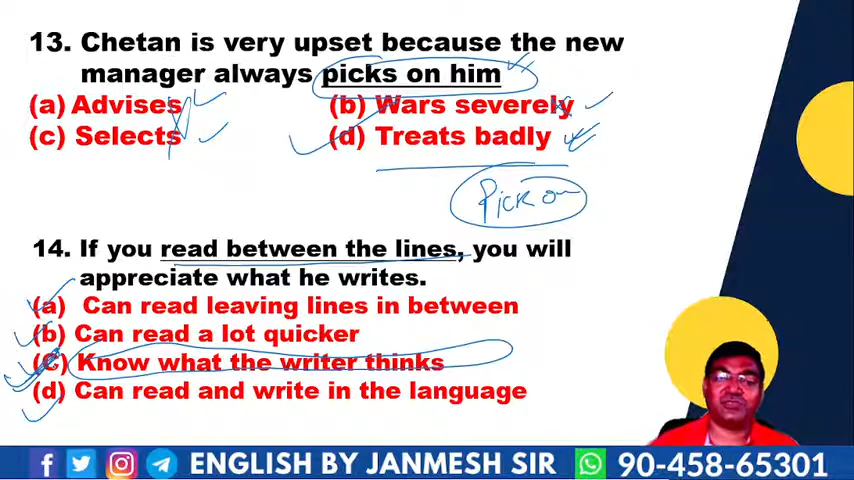 13. Chetan is very upset because the new
manager always picks on him
(a) Advises (b) Wars severely
(c) Selects (d) Treats badly
Pick on
14. If you read between the lines, you will
appreciate what he writes.
(a) Can read leaving lines in between
(b) Can read a lot quicker
(c) Know what the writer thinks
(d) Can read and write in the language
ENGLISH BY JANMESH SIR 90-458-65301